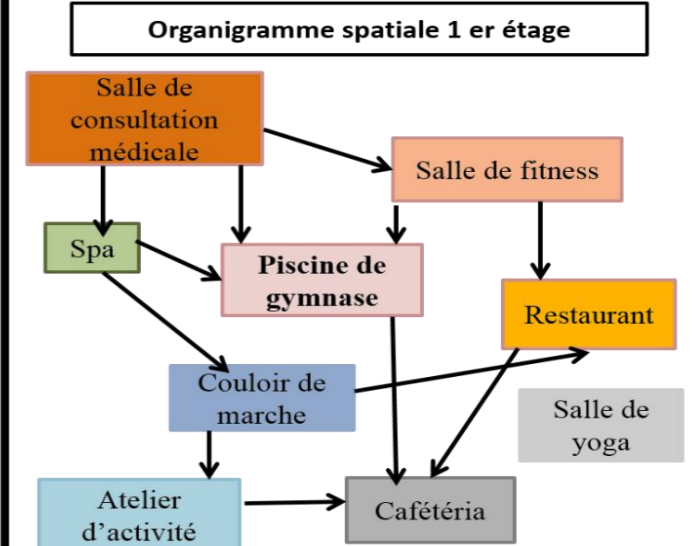 Organigramme spatiale 1 er étage
Salle de
consultation
médicale
Salle de fitness
Spa
Piscine de
gymnase
Restaurant
Couloir de
marche
Salle de
yoga
Atelier
d’activité
Cafététéria